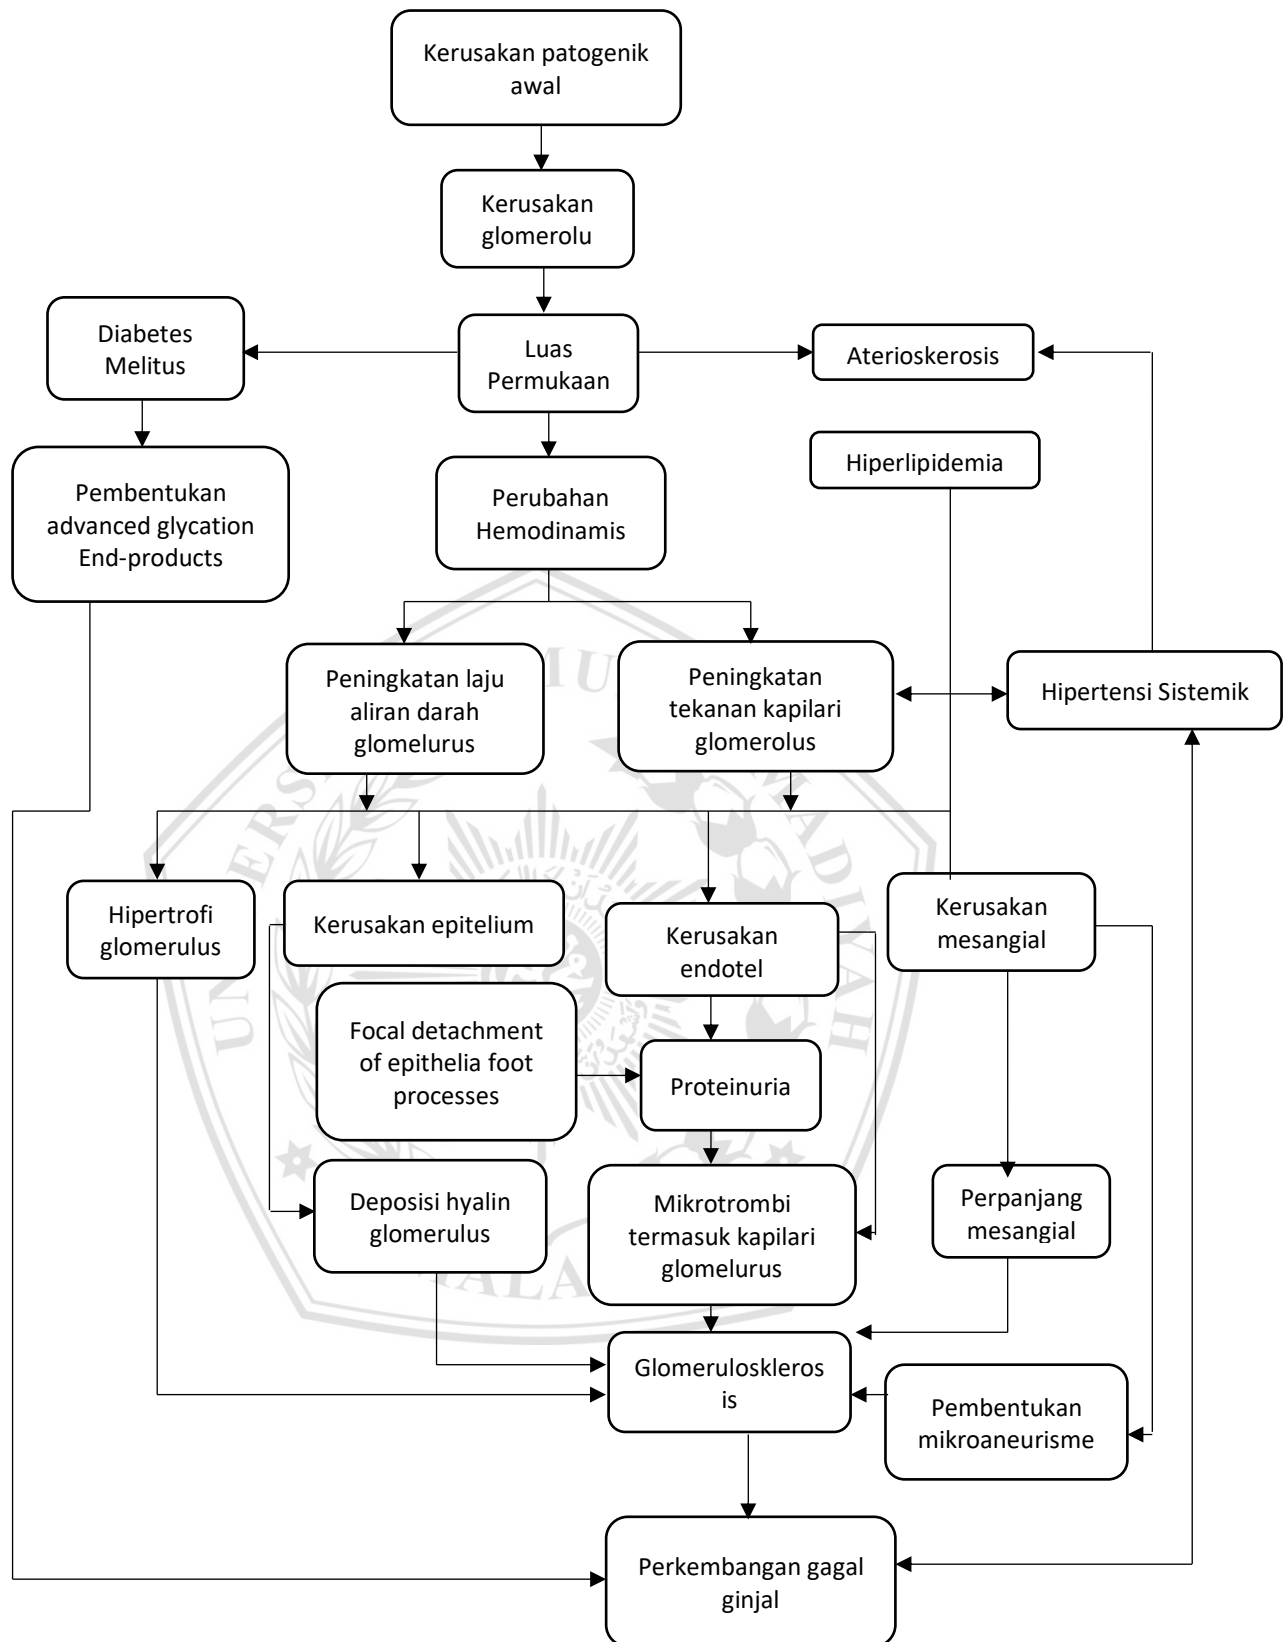 Kerusakan patogenik
awal
Kerusakan
glomerolu
Diabetes
Melitus
Luas
Permukaan
Aterioskerosis
Hiperlipidemia
Pembentukan
advanced glycation
End-products
Perubahan
Hemodinamis
Peningkatan laju
aliran darah
glomelurus
Peningkatan
tekanan kapilari
glomerolus
Hipertensi Sistemik
Hipertrofi
glomerulus
Kerusakan epitelium
Kerusakan
endotel
Kerusakan
mesangial
Focal detachment
of epithelia foot
processes
Proteinuria
Deposisi hyalin
glomerulus
Mikrotrombi
termasuk kapilari
glomelurus
Perpanjang
mesangial
Glomeruloskleros
is
Pembentukan
mikroaneurisme
Perkembangan gagal
ginjal